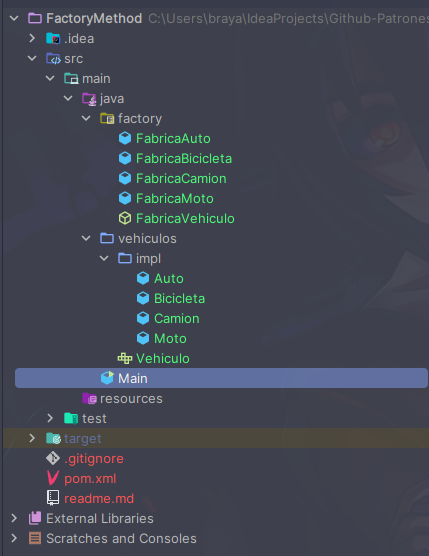 FactoryMethod C:\Users\braya\IdeaProjects\Github-Patrones
.idea
src
main
java
factory
FabricaAuto
FabricaBicicleta
FabricaCamion
FabricaMoto
FabricaVehiculo
vehiculos
impl
Auto
Bicicleta
Camion
Moto
Vehiculo
Main
resources
test
target
.gitignore
pom.xml
readme.md
External Libraries
Scratches and Consoles